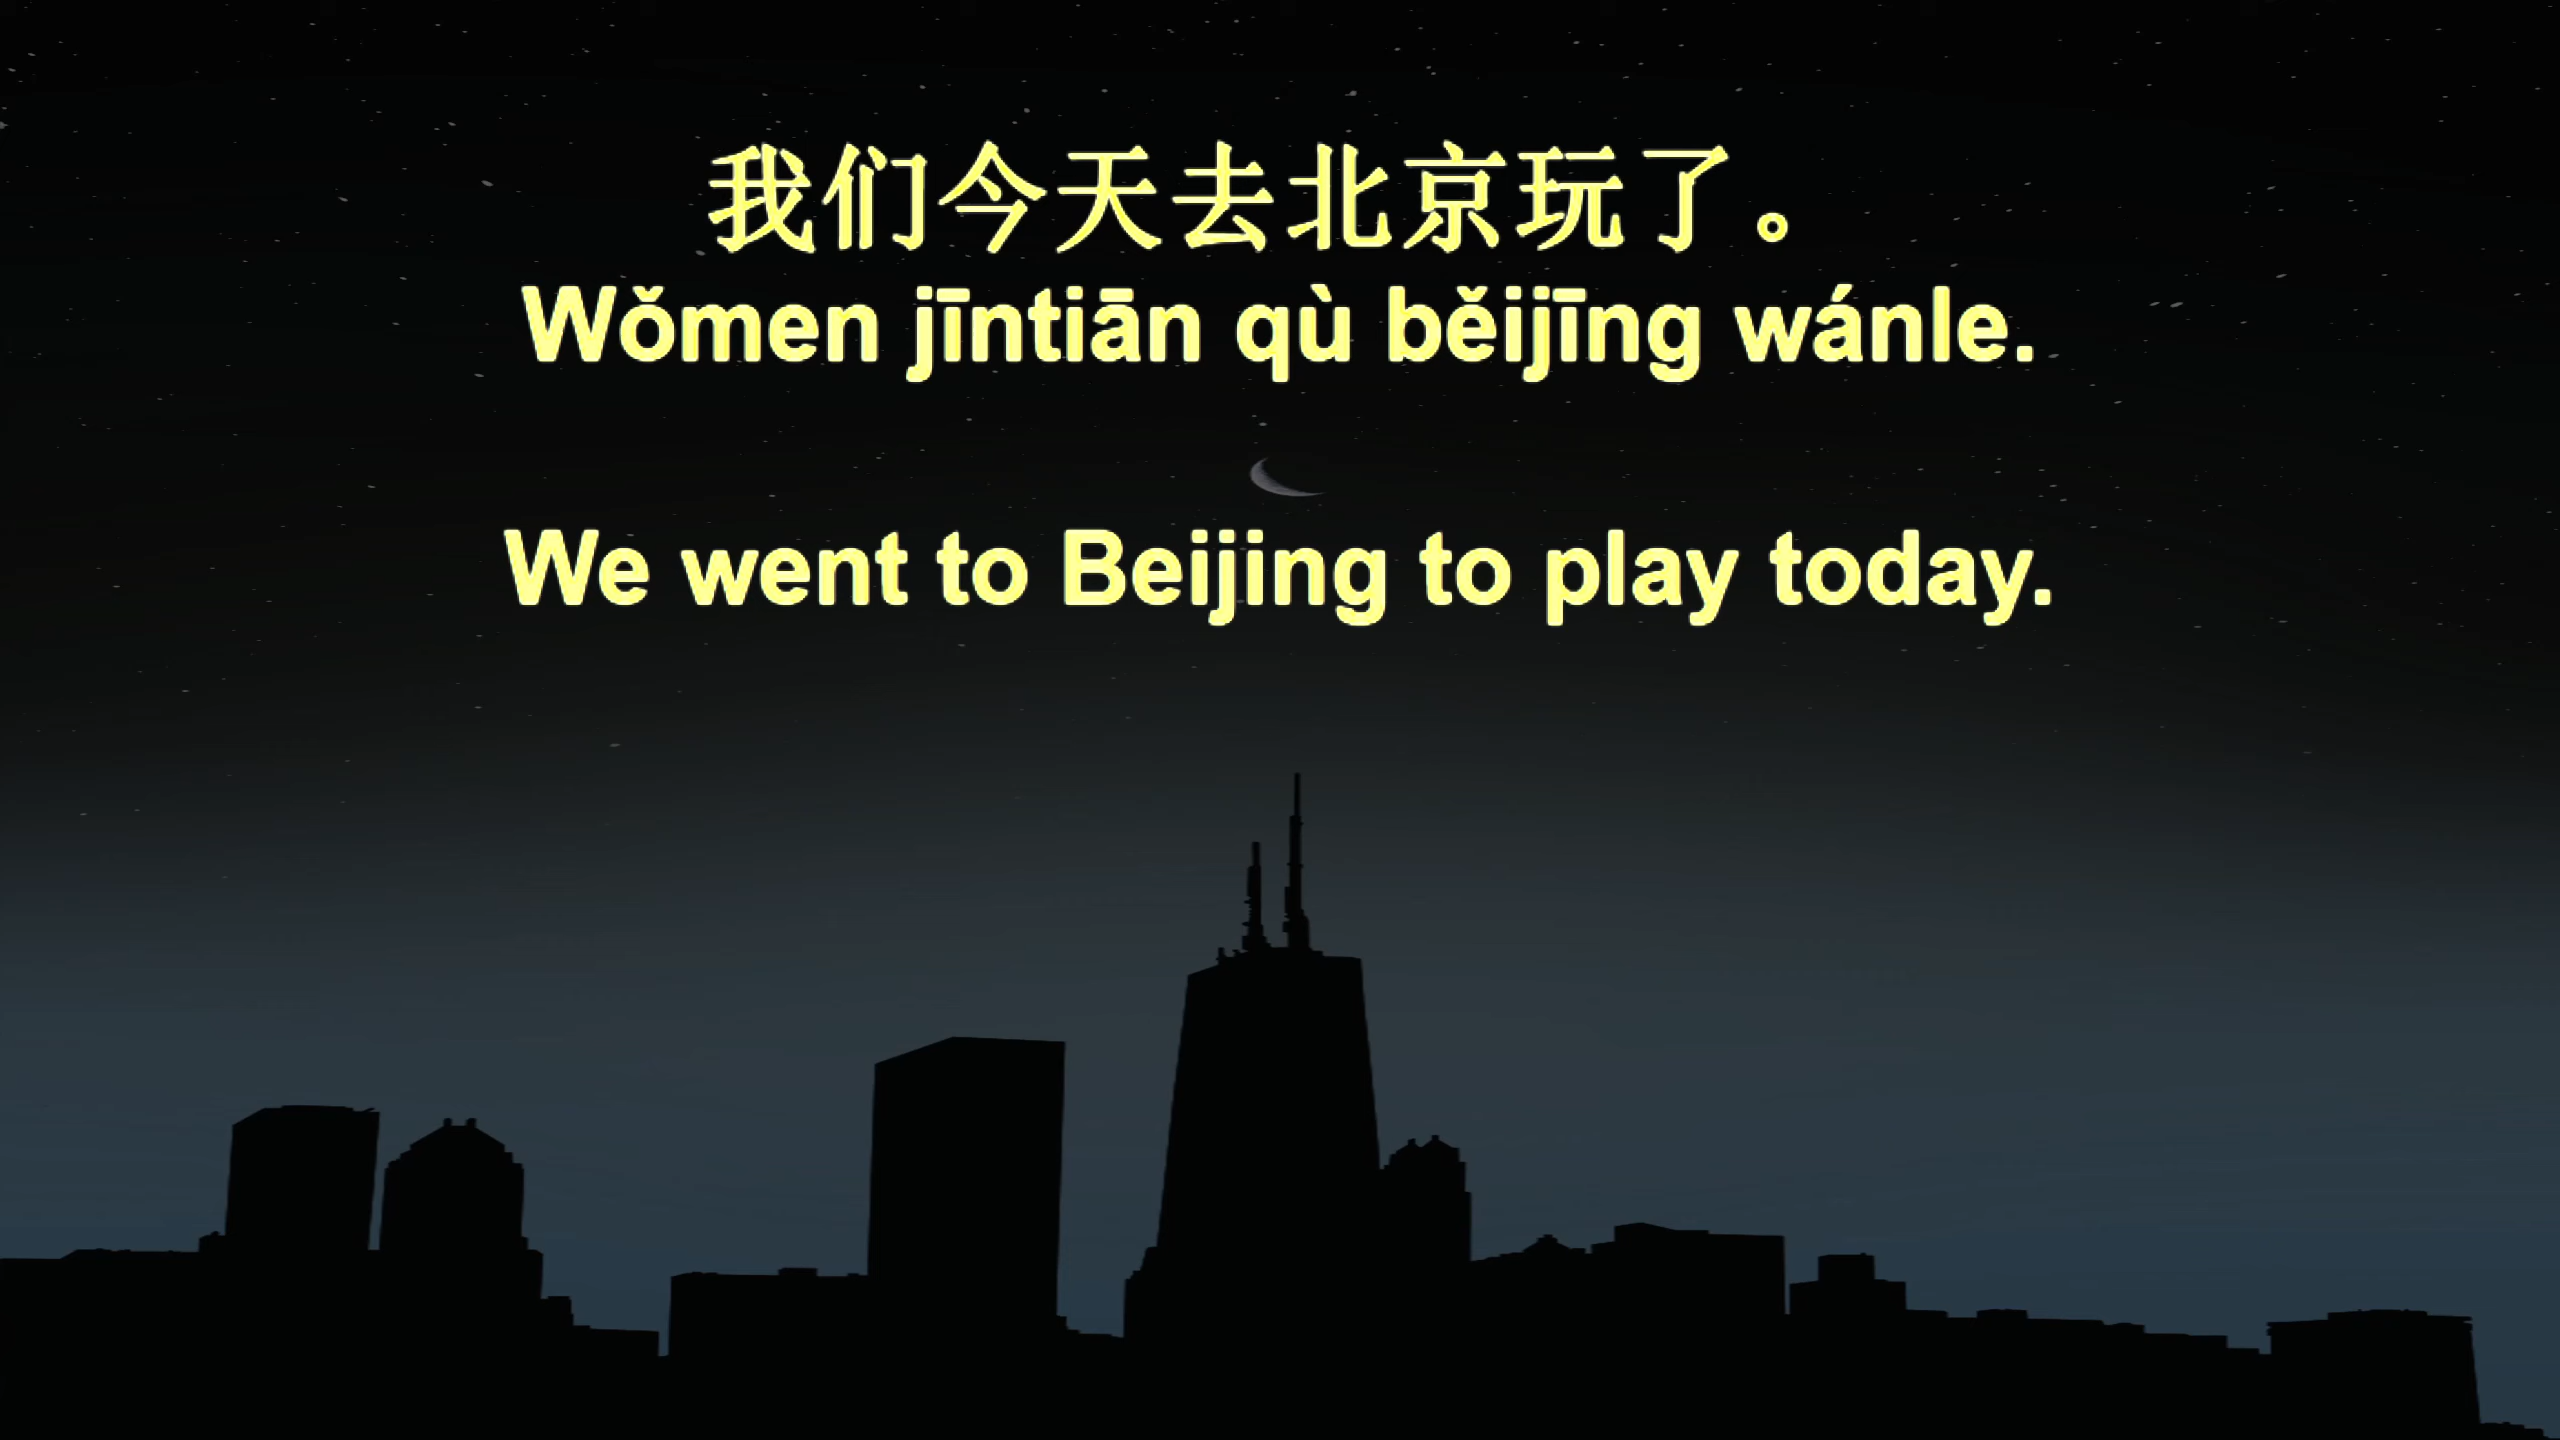 我们今天去北京玩了。
Wǒmen jīntiān qù běijīng wánle.
We went to Beijing to play today.